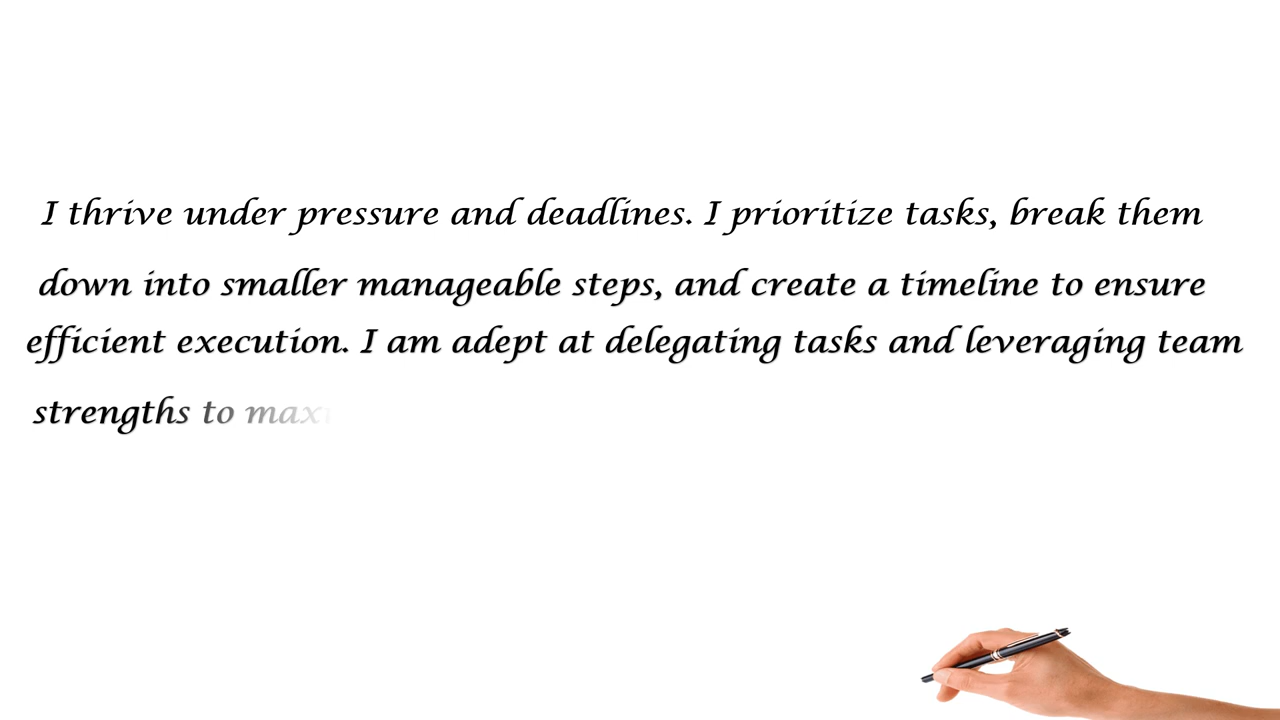 I thrive under pressure and deadlines. I prioritize tasks, break them
down into smaller manageable steps, and create a timeline to ensure
efficient execution. I am adept at delegating tasks and leveraging team
strengths to